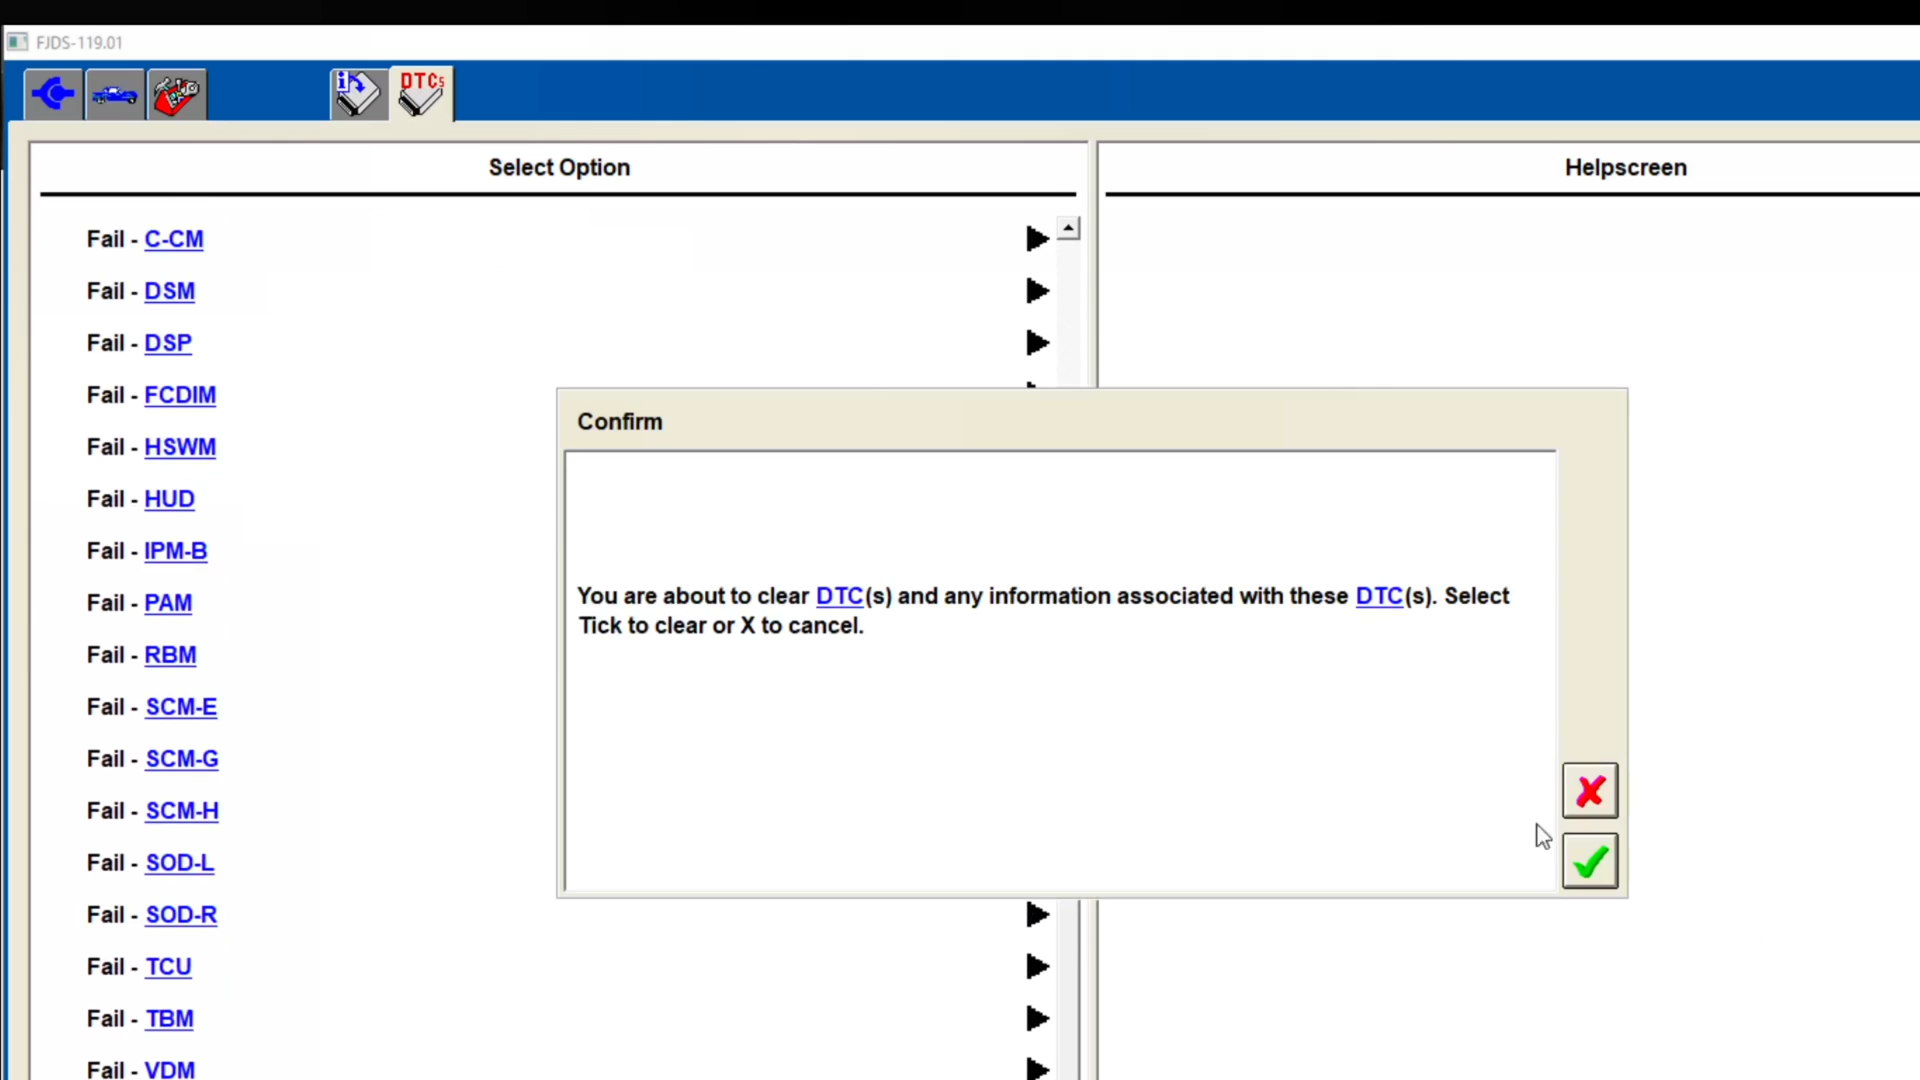 FJDS-119.01
i
DTCs
Select Option
Helpscreen
Fail - C-CM
Fail - DSM
Fail - DSP
Fail - FCDIM
Fail - HSWM
Fail - HUD
Fail - IPM-B
Fail - PAM
Fail - RBM
Fail - SCM-E
Fail - SCM-G
Fail - SCM-H
Fail - SOD-L
Fail - SOD-R
Fail - TCU
Fail - TBM
Fail - VDM
Confirm
You are about to clear DTC(s) and any information associated with these DTC(s). Select
Tick to clear or X to cancel.